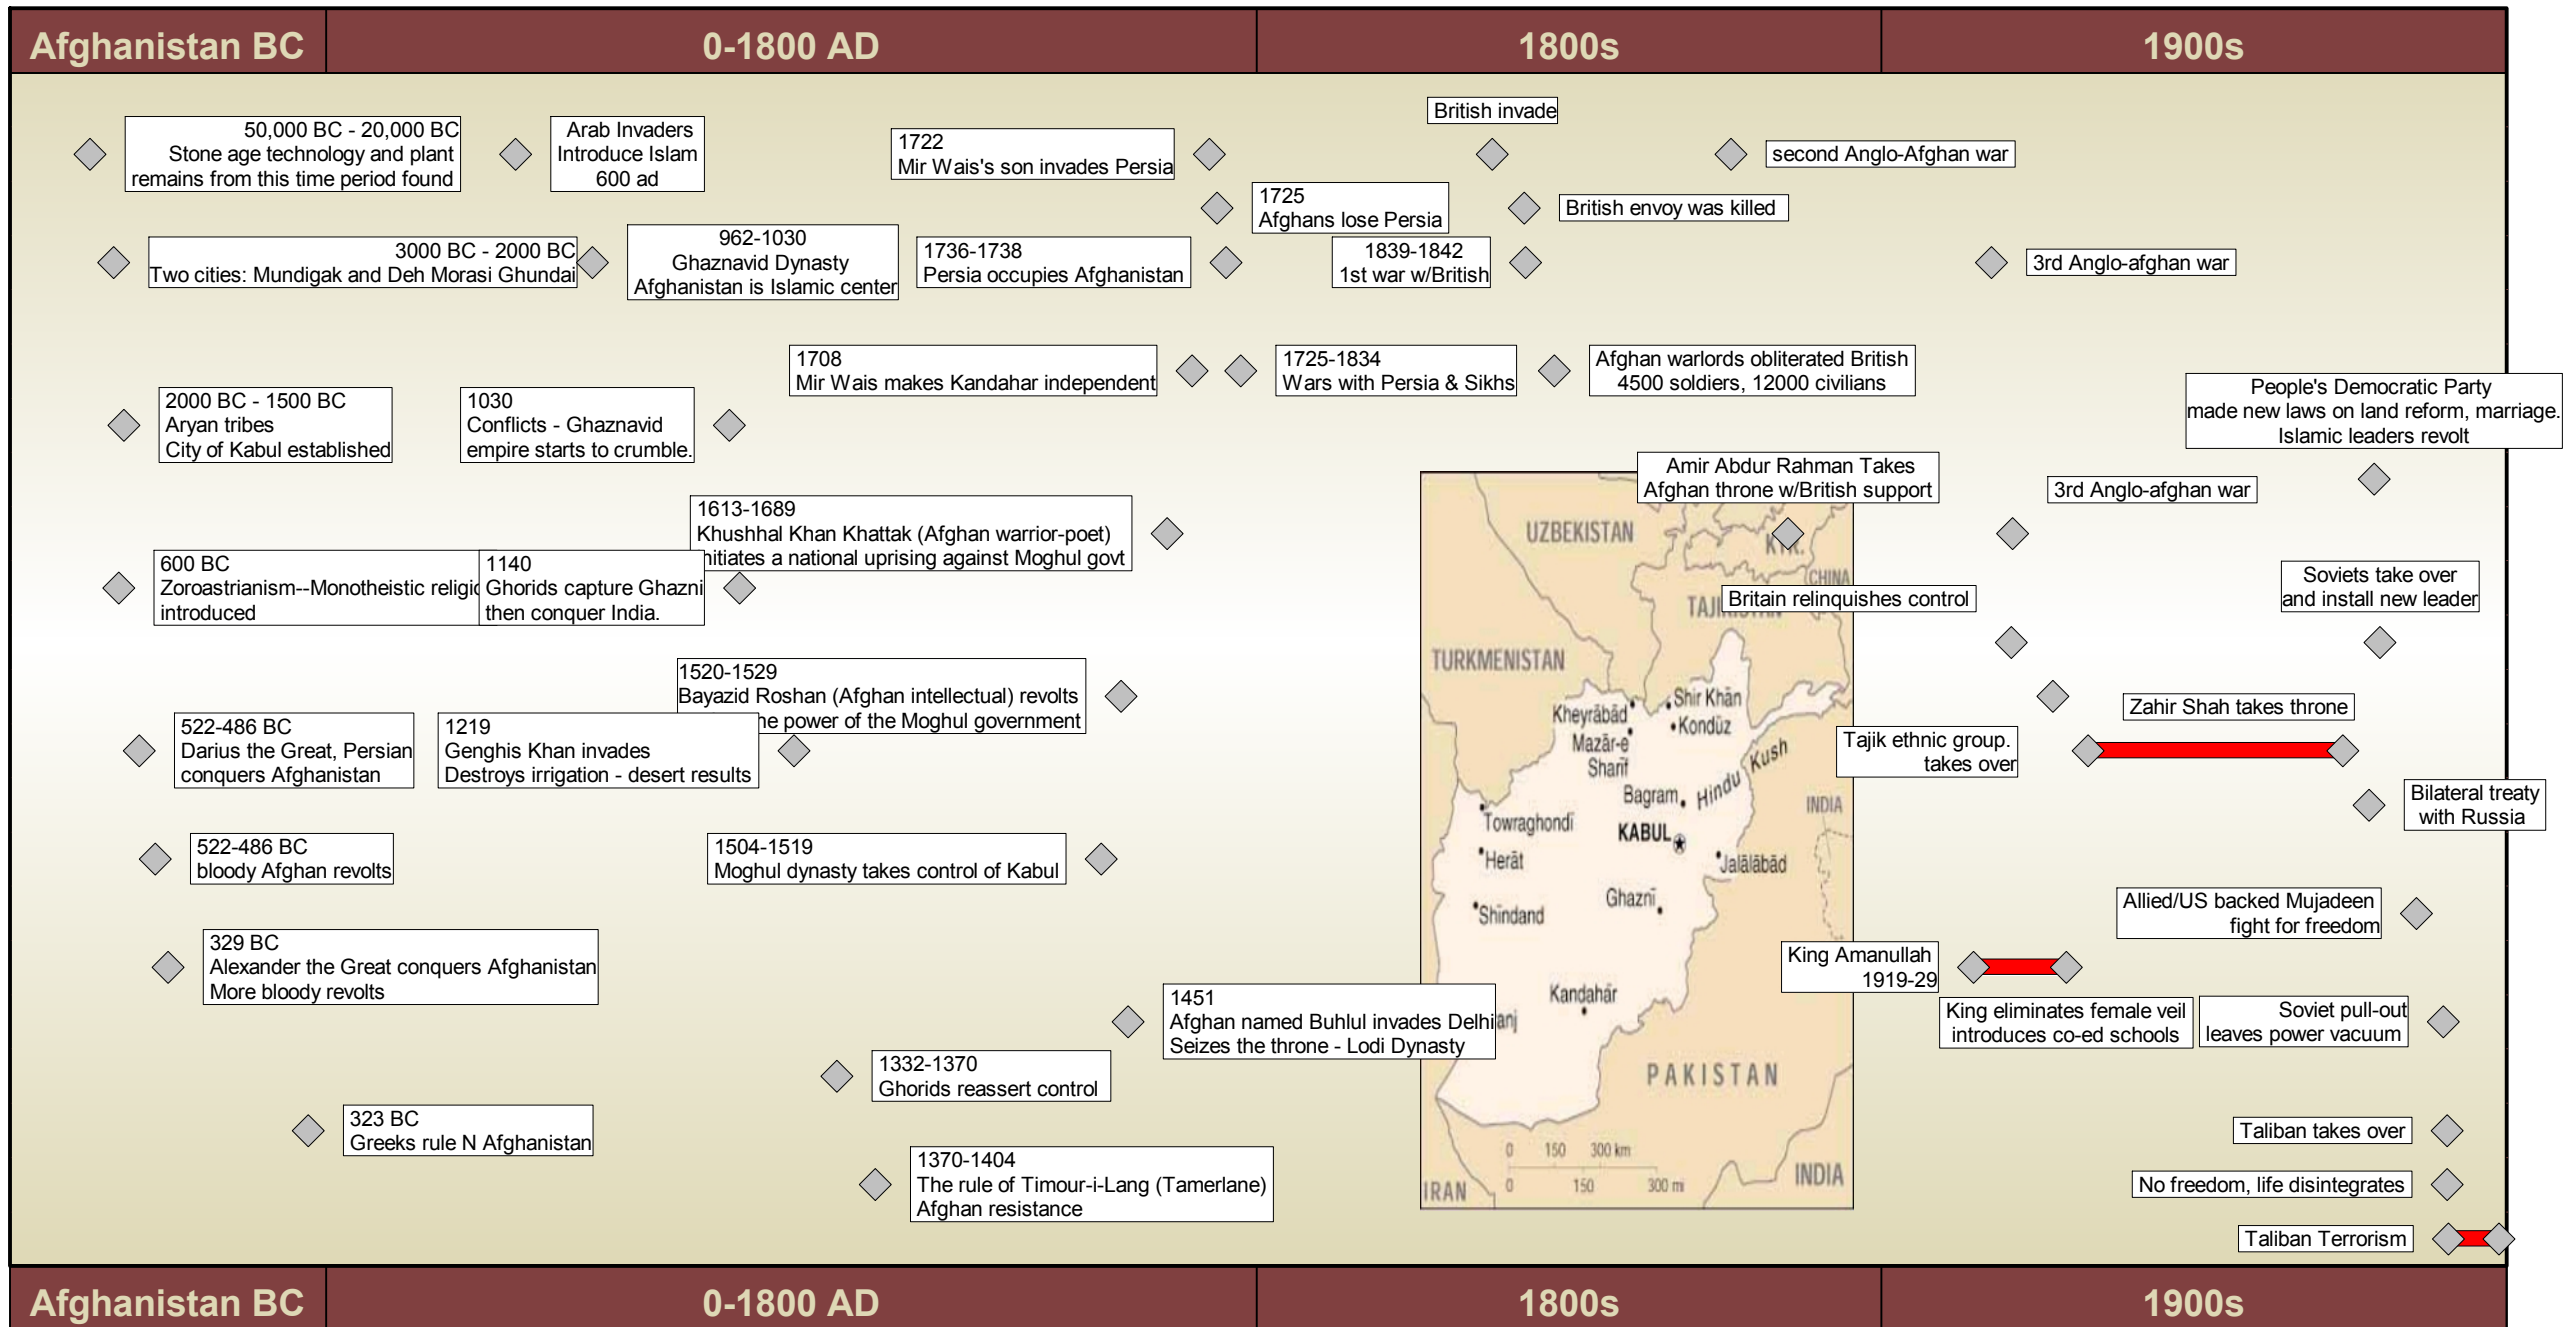 Afghanistan BC
0-1800 AD
1800s
1900s
50,000 BC - 20,000 BC
Stone age technology and plant
remains from this time period found
3000 BC - 2000 BC
Two cities: Mundigak and Deh Morasi Ghundai
2000 BC - 1500 BC
Aryan tribes
City of Kabul established
600 BC
Zoroastrianism--Monotheistic religio
introduced
522-486 BC
Darius the Great, Persian
conquers Afghanistan
522-486 BC
bloody Afghan revolts
329 BC
Alexander the Great conquers Afghanistan
More bloody revolts
323 BC
Greeks rule N Afghanistan
Arab Invaders
Introduce Islam
600 ad
962-1030
Ghaznavid Dynasty
Afghanistan is Islamic center
1030
Conflicts - Ghaznavid
empire starts to crumble.
1140
Ghorids capture Ghazni
then conquer India.
1219
Genghis Khan invades
Destroys irrigation - desert results
1332-1370
Ghorids reassert control
1370-1404
The rule of Timour-i-Lang (Tamerlane)
Afghan resistance
1451
Afghan named Buhlul invades Delhi
Seizes the throne - Lodi Dynasty
1504-1519
Moghul dynasty takes control of Kabul
1520-1529
Bayazid Roshan (Afghan intellectual) revolts
he power of the Moghul government
1613-1689
Khushhal Khan Khattak (Afghan warrior-poet)
initiates a national uprising against Moghul govt
1708
Mir Wais makes Kandahar independent
1722
Mir Wais's son invades Persia
1725
Afghans lose Persia
1736-1738
Persia occupies Afghanistan
1725-1834
Wars with Persia & Sikhs
British invade
British envoy was killed
1839-1842
1st war w/British
Afghan warlords obliterated British
4500 soldiers, 12000 civilians
second Anglo-Afghan war
Amir Abdur Rahman Takes
Afghan throne w/British support
3rd Anglo-afghan war
3rd Anglo-afghan war
Britain relinquishes control
People's Democratic Party
made new laws on land reform, marriage.
Islamic leaders revolt
Soviets take over
and install new leader
Zahir Shah takes throne
Tajik ethnic group.
takes over
Bilateral treaty
with Russia
Allied/US backed Mujadeen
fight for freedom
King Amanullah
1919-29
King eliminates female veil
introduces co-ed schools
Soviet pull-out
leaves power vacuum
Taliban takes over
No freedom, life disintegrates
Taliban Terrorism
UZBEKISTAN
CHINA
TURKMENISTAN
Shir Khān
Kheyrābād
Kondūz
Mazār-e
Sharif
Hindu Kush
Bagram
INDIA
Towraghondī
KABUL
Herāt
Jalālābād
Ghaznī
Shīndand
Kandahār
anj
PAKISTAN
0 150 300 km
0 150 300 mi
IRAN
INDIA
Afghanistan BC
0-1800 AD
1800s
1900s